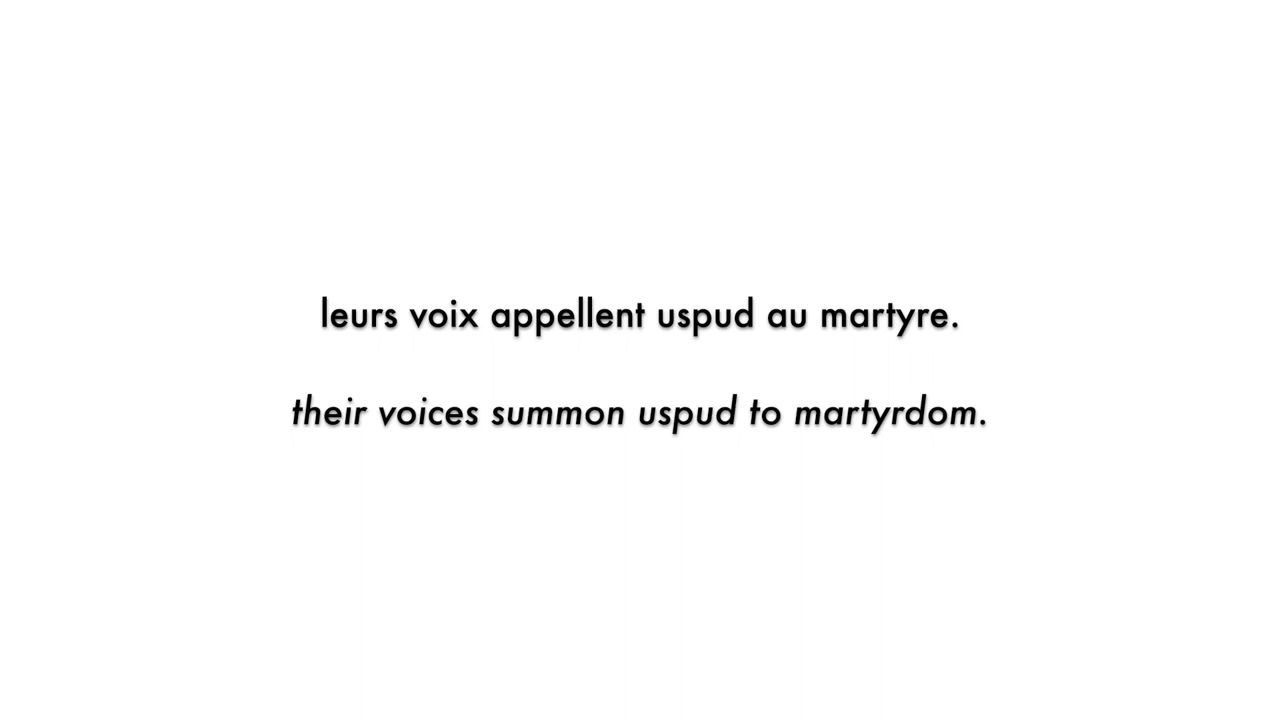 leurs voix appellent uspud au martyre.
their voices summon uspud to martyrdom.